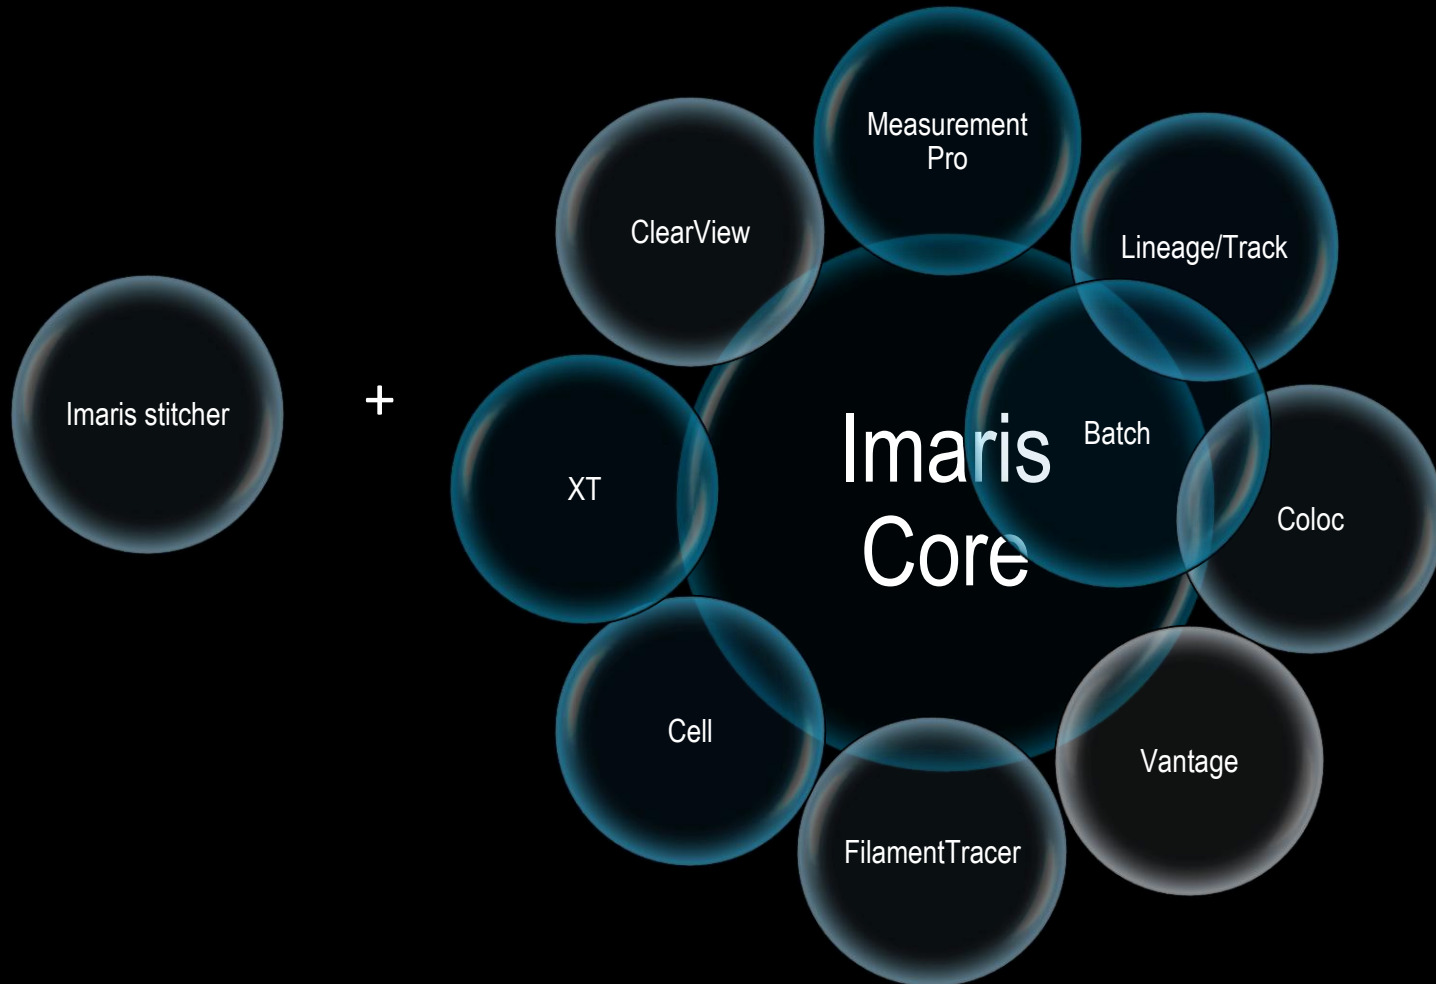 Measurement
Pro
ClearView
Lineage/Track
Imaris stitcher
+
Imaris
Core
Batch
XT
Coloc
Cell
Vantage
FilamentTracer